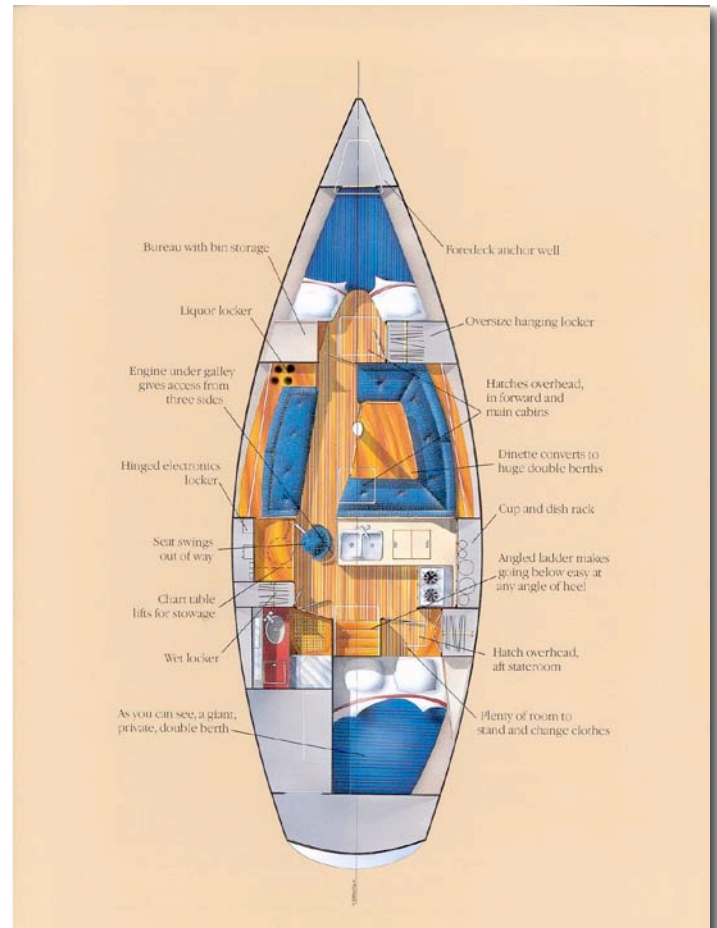 Bureau with bin storage
Foredeck anchor well
Liquor locker
Oversize hanging locker
Engine under galley
gives access from
three sides
Hatches overhead,
in forward and
main cabins
Hinged electronics
locker
Dinette converts to
huge double berths
Cup and dish rack
Seat swings
out of way
Angled ladder makes
going below easy at
any angle of heel
Chart table
lifts for stowage
Wet locker
Hatch overhead,
aft stateroom
As you can see, a giant,
private, double berth
Plenty of room to
stand and change clothes